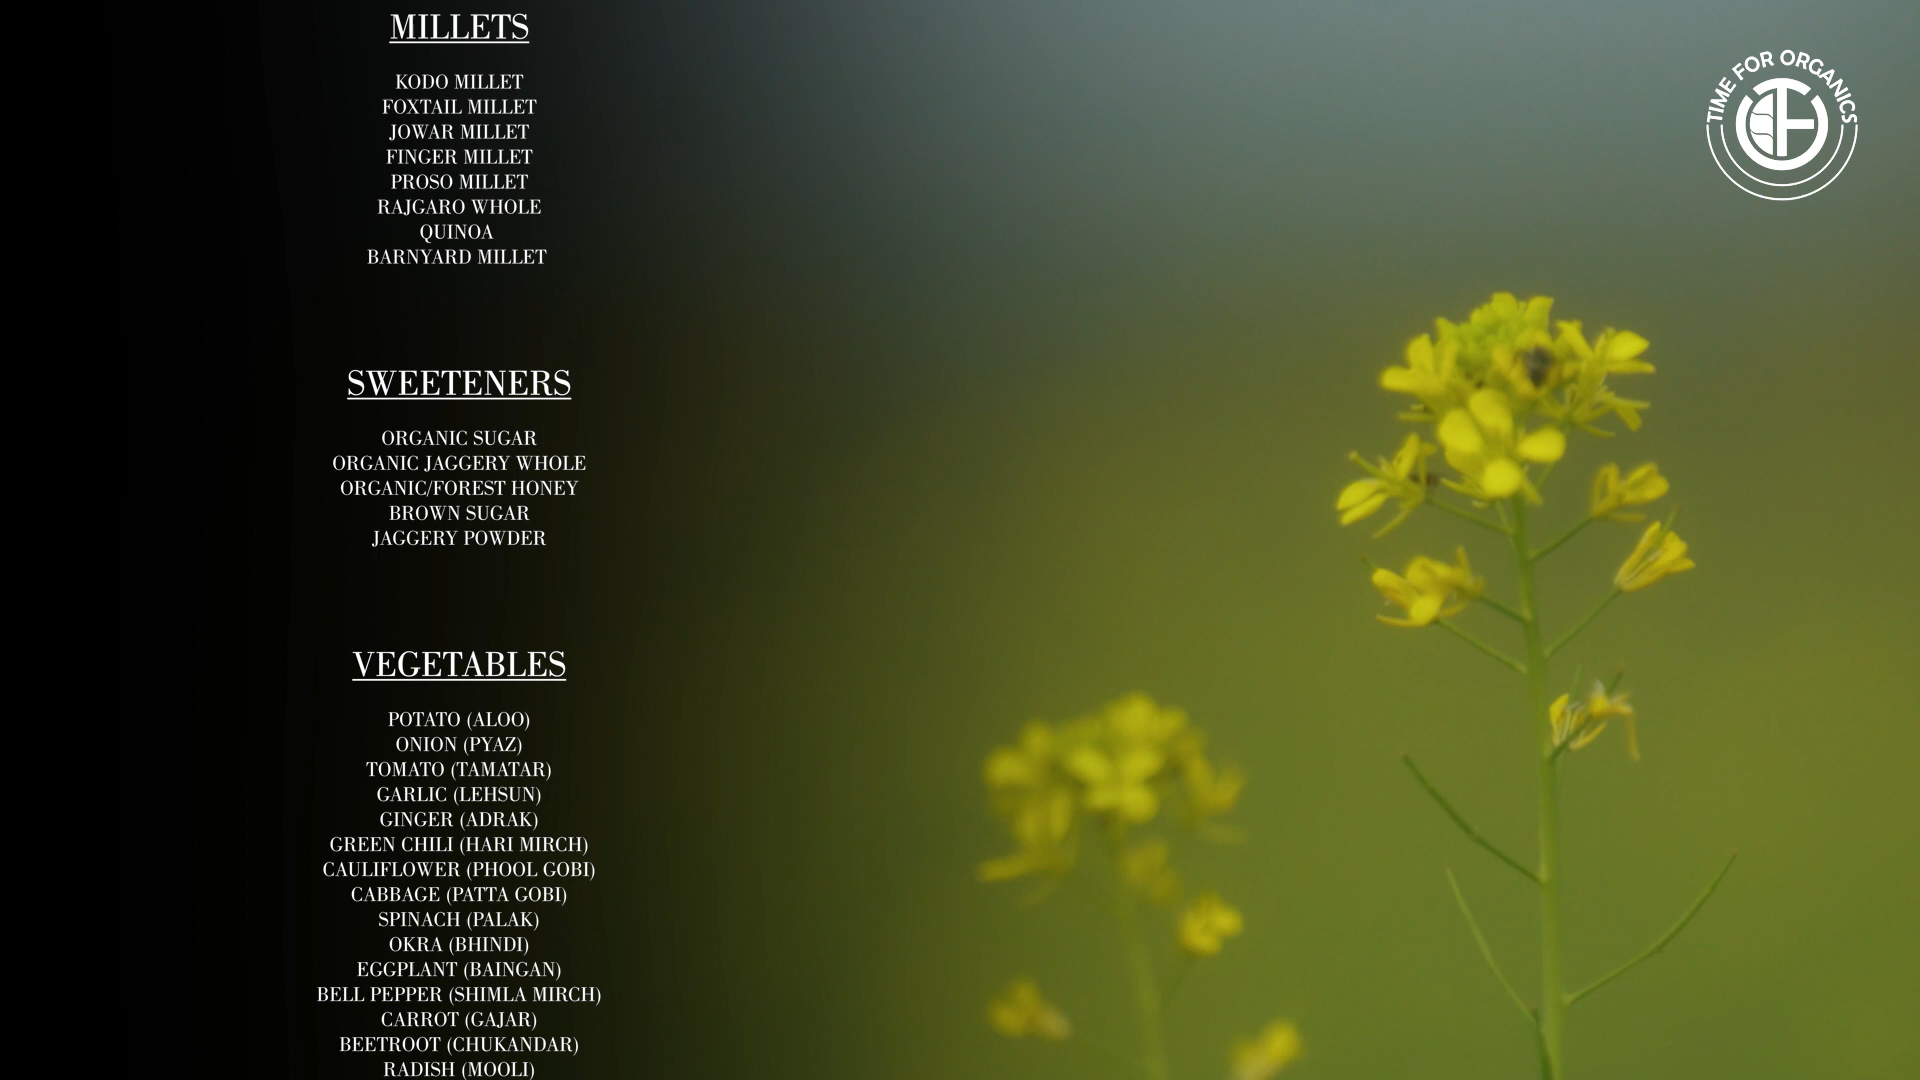 MILLETS
KODO MILLET
FOXTAIL MILLET
JOWAR MILLET
FINGER MILLET
PROSO MILLET
RAJGARO WHOLE
QUINOA
BARNYARD MILLET
SWEETENERS
ORGANIC SUGAR
ORGANIC JAGGERY WHOLE
ORGANIC/FOREST HONEY
BROWN SUGAR
JAGGERY POWDER
VEGETABLES
POTATO (ALOO)
ONION (PYAZ)
TOMATO (TAMATAR)
GARLIC (LEHSUN)
GINGER (ADRAK)
GREEN CHILI (HARI MIRCH)
CAULIFLOWER (PHOOL GOBI)
CABBAGE (PATTA GOBI)
SPINACH (PALAK)
OKRA (BHINDI)
EGGPLANT (BAINGAN)
BELL PEPPER (SHIMLA MIRCH)
CARROT (GAJAR)
BEETROOT (CHUKANDAR)
RADISH (MOOLI)
TIME FOR ORGANICS